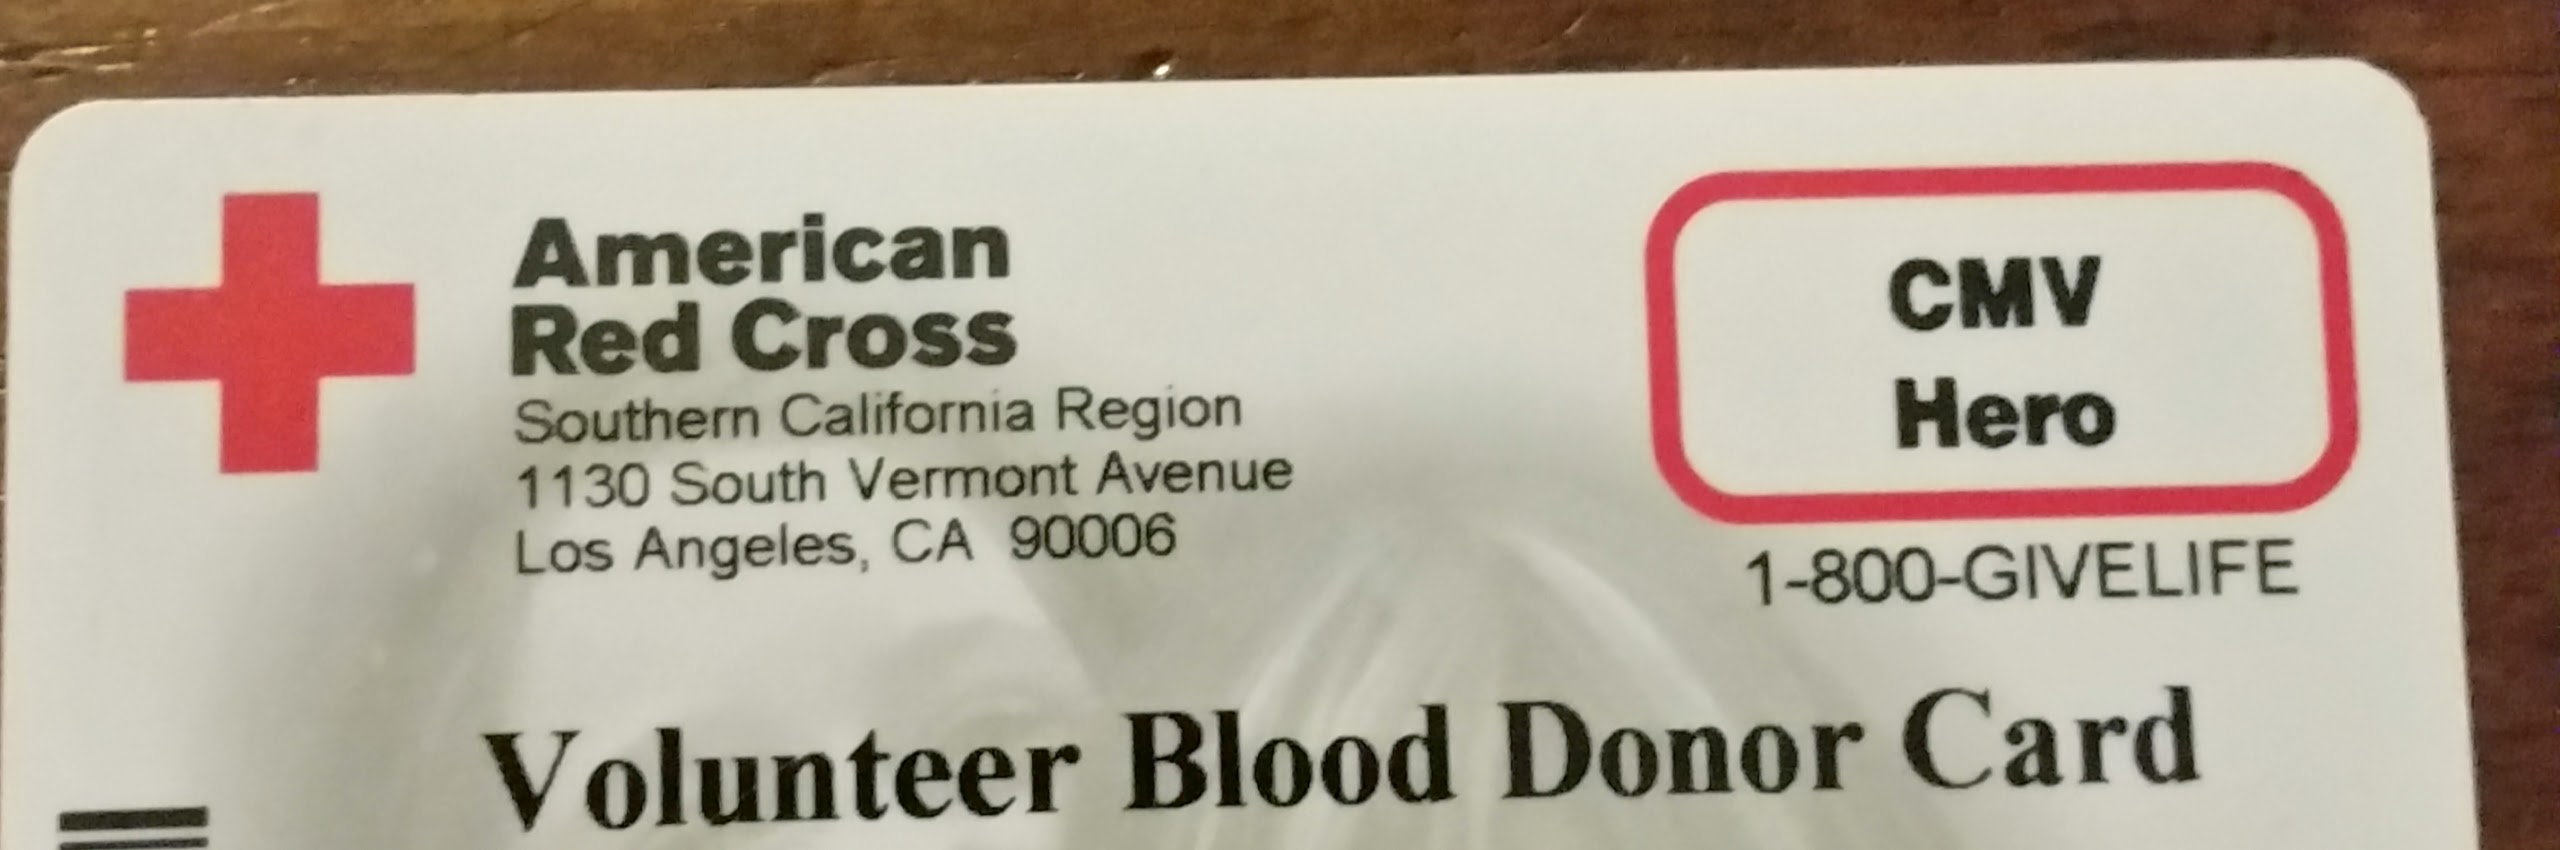 American
Red Cross
Southern California Region
1130 South Vermont Avenue
Los Angeles, CA  90006
CMV
Hero
1-800-GIVELIFE
Volunteer Blood Donor Card